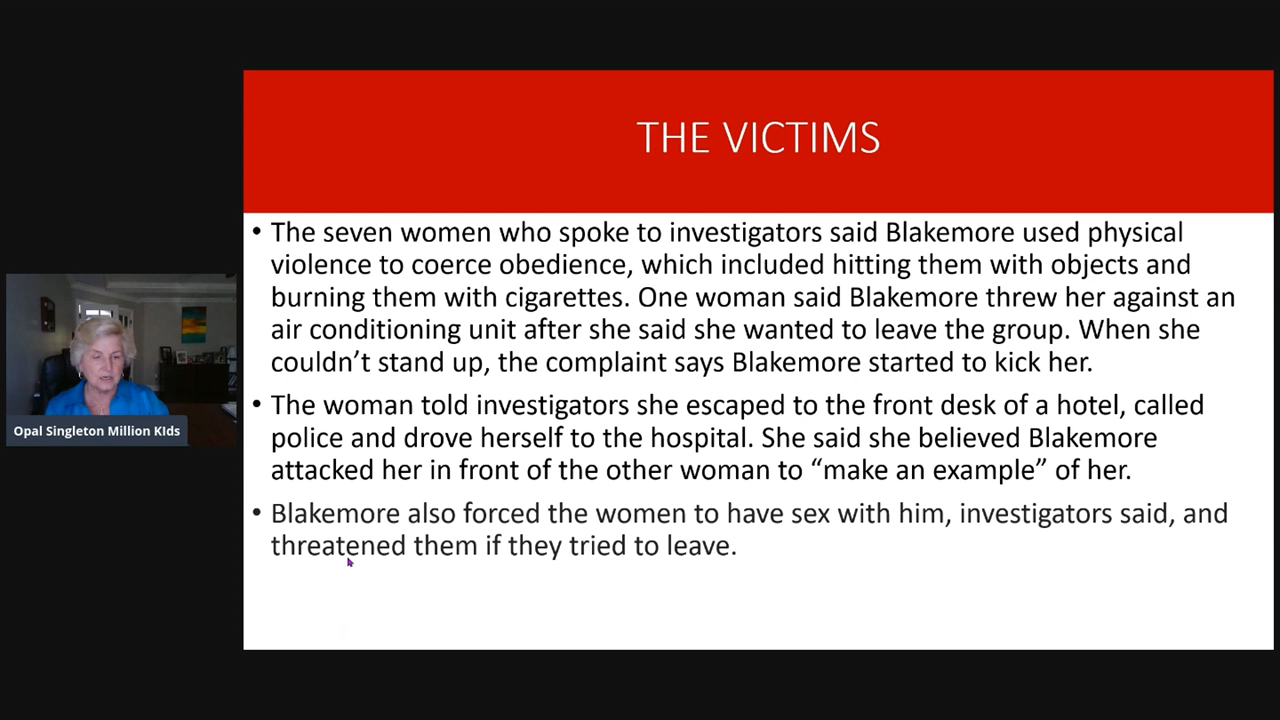 THE VICTIMS
• The seven women who spoke to investigators said Blakemore used physical
violence to coerce obedience, which included hitting them with objects and
burning them with cigarettes. One woman said Blakemore threw her against an
air conditioning unit after she said she wanted to leave the group. When she
couldn’t stand up, the complaint says Blakemore started to kick her.
• The woman told investigators she escaped to the front desk of a hotel, called
police and drove herself to the hospital. She said she believed Blakemore
attacked her in front of the other woman to “make an example” of her.
• Blakemore also forced the women to have sex with him, investigators said, and
threatened them if they tried to leave.
Opal Singleton Million KIds